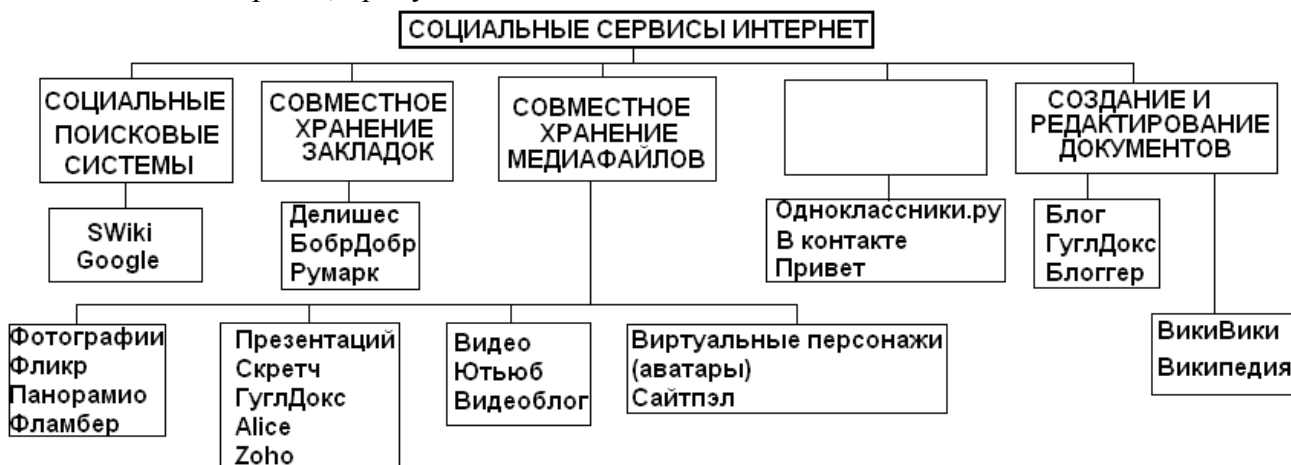 СОЦИАЛЬНЫЕ СЕРВИСЫ ИНТЕРНЕТ
СОЦИАЛЬНЫЕ
ПОИСКОВЫЕ
СИСТЕМЫ
СОВМЕСТНОЕ
ХРАНЕНИЕ
ЗАКЛАДОК
СОВМЕСТНОЕ
ХРАНЕНИЕ
МЕДИАФАЙЛОВ
СОЗДАНИЕ И
РЕДАКТИРОВАНИЕ
ДОКУМЕНТОВ
SWiki
Google
Делишес
БобрДобр
Румарк
Одноклассники.ру
В контакте
Привет
Блог
ГуглДокс
Блоггер
Фотографии
Фликр
Панорамио
Фламбер
Презентаций
Скретч
ГуглДокс
Alice
Zoho
Видео
Ютьюб
Видеоблог
Виртуальные персонажи
(аватары)
Сайтпэл
ВикиВики
Википедия